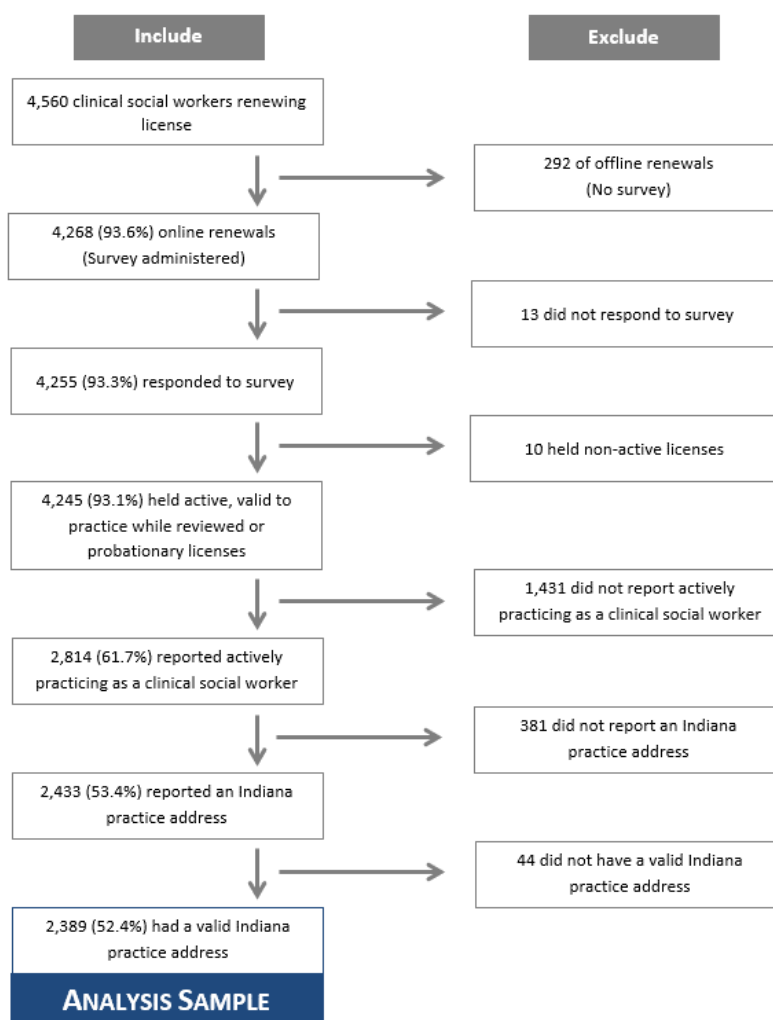 Include
Exclude
4,560 clinical social workers renewing
license
292 of offline renewals
(No survey)
4,268 (93.6%) online renewals
(Survey administered)
13 did not respond to survey
4,255 (93.3%) responded to survey
10 held non-active licenses
4,245 (93.1%) held active, valid to
practice while reviewed or
probationary licenses
1,431 did not report actively
practicing as a clinical social worker
2,814 (61.7%) reported actively
practicing as a clinical social worker
381 did not report an Indiana
practice address
2,433 (53.4%) reported an Indiana
practice address
44 did not have a valid Indiana
practice address
2,389 (52.4%) had a valid Indiana
practice address
ANALYSIS SAMPLE